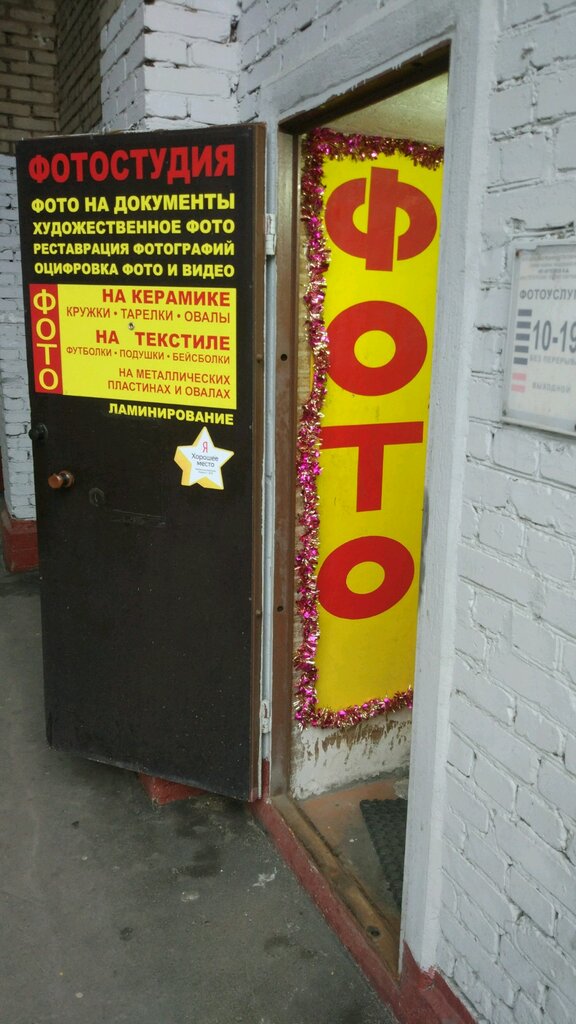 ФОТОСТУДИЯ
ФОТО НА ДОКУМЕНТЫ
ХУДОЖЕСТВЕННОЕ ФОТО
РЕСТАВРАЦИЯ ФОТОГРАФИЙ
ОЦИФРОВКА ФОТО И ВИДЕО
ФОТО
НА КЕРАМИКЕ
КРУЖКИ • ТАРЕЛКИ • ОВАЛЫ
НА ТЕКСТИЛЕ
ФУТБОЛКИ • ПОДУШКИ • БЕЙСБОЛКИ
НА МЕТАЛЛИЧЕСКИХ
ПЛАСТИНАХ И ОВАЛАХ
ЛАМИНИРОВАНИЕ
Я
Хорошее
место
ФОТО
ФОТОУСЛУ
10-19
БЕЗ ПЕРЕРЫВ
ВЫХОДНОЙ